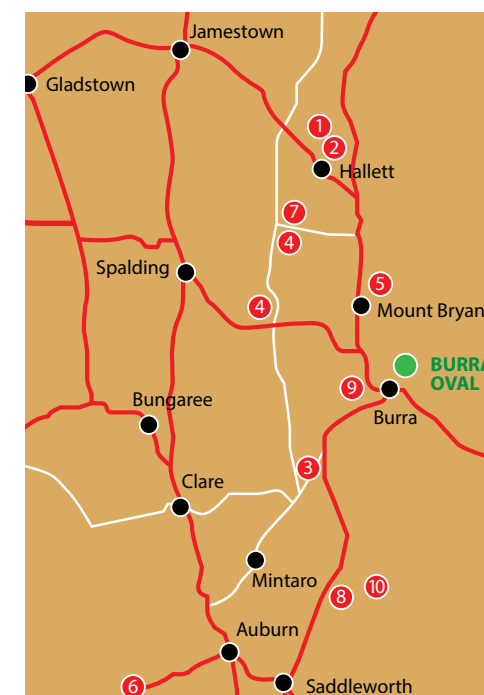 Jamestown
Gladstown
1
2
Hallett
7
4
Spalding
5
4
Mount Bryan
BURRA
OVAL
9
Burra
Bungaree
3
Clare
Mintaro
10
8
Auburn
6
Saddleworth